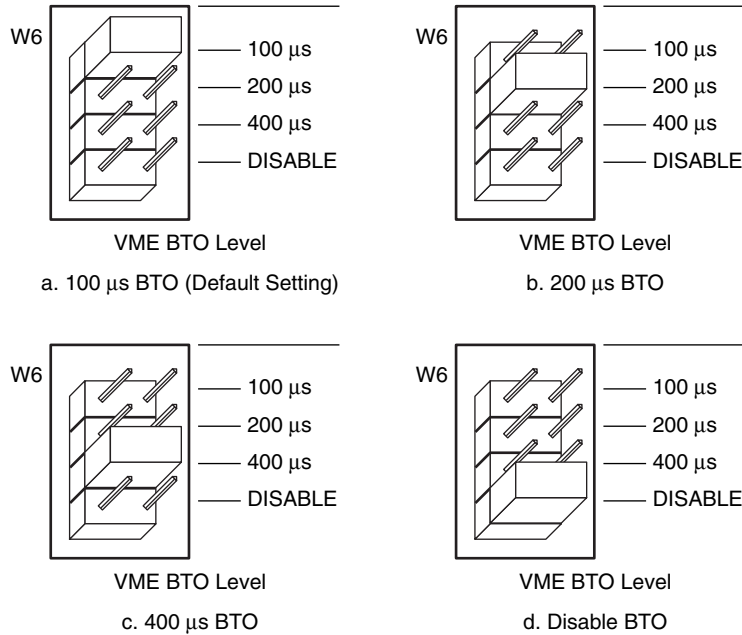 W6
100 μs
200 μs
400 μs
DISABLE
VME BTO Level
a. 100 μs BTO (Default Setting)
W6
100 μs
200 μs
400 μs
DISABLE
VME BTO Level
b. 200 μs BTO
W6
100 μs
200 μs
400 μs
DISABLE
VME BTO Level
c. 400 μs BTO
W6
100 μs
200 μs
400 μs
DISABLE
VME BTO Level
d. Disable BTO